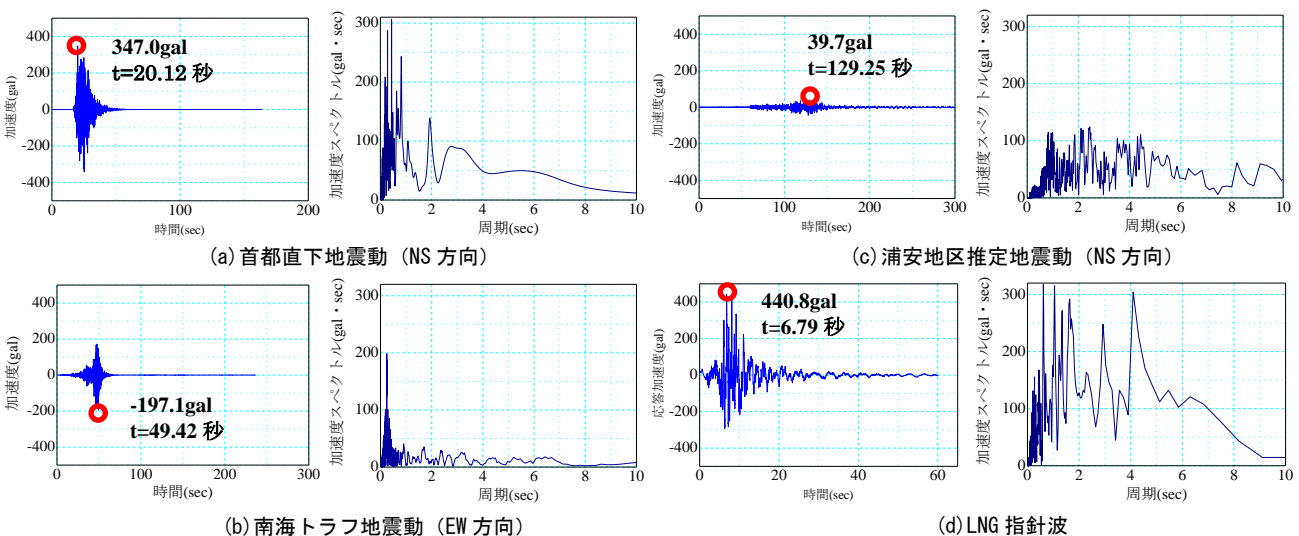 400
200
0
-200
-400
加速度(gal)
347.0gal
t=20.12 秒
0
100
200
時間(sec)
300
200
100
0
加速度スペクトル(gal・sec)
0
2
4
6
8
10
周期(sec)
(a)首都直下地震動（NS 方向）
400
200
0
-200
-400
加速度(gal)
39.7gal
t=129.25 秒
0
100
200
300
時間(sec)
300
200
100
0
加速度スペクトル(gal・sec)
0
2
4
6
8
10
周期(sec)
(c)浦安地区推定地震動（NS 方向）
400
200
0
-200
-400
加速度(gal)
-197.1gal
t=49.42 秒
0
100
200
300
時間(sec)
300
200
100
0
加速度スペクトル(gal・sec)
0
2
4
6
8
10
周期(sec)
(b)南海トラフ地震動（EW 方向）
400
200
0
-200
-400
応答加速度(gal)
440.8gal
t=6.79 秒
0
20
40
60
時間(sec)
300
200
100
0
加速度スペクトル(gal・sec)
0
2
4
6
8
10
周期(sec)
(d)LNG 指針波